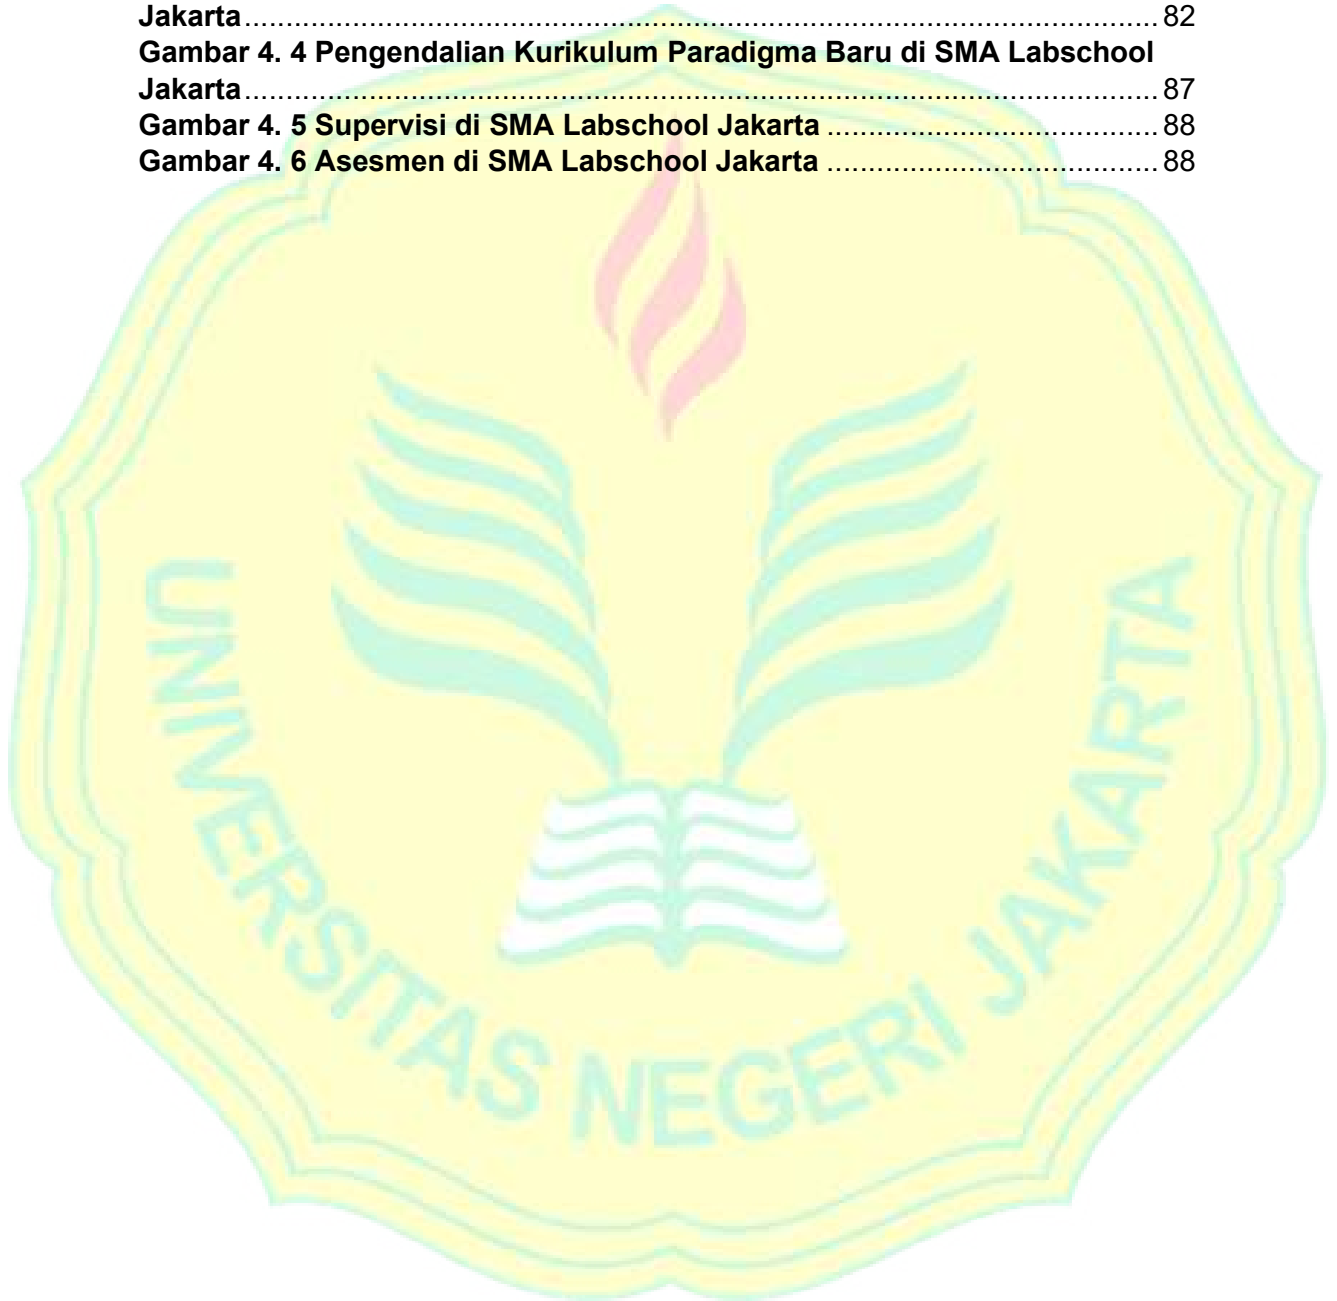 Jakarta.................................................................................................................. 82
Gambar 4. 4 Pengendalian Kurikulum Paradigma Baru di SMA Labschool
Jakarta.................................................................................................................. 87
Gambar 4. 5 Supervisi di SMA Labschool Jakarta ......................................... 88
Gambar 4. 6 Asesmen di SMA Labschool Jakarta ......................................... 88
UNIVERSITAS NEGERI JAKARTA